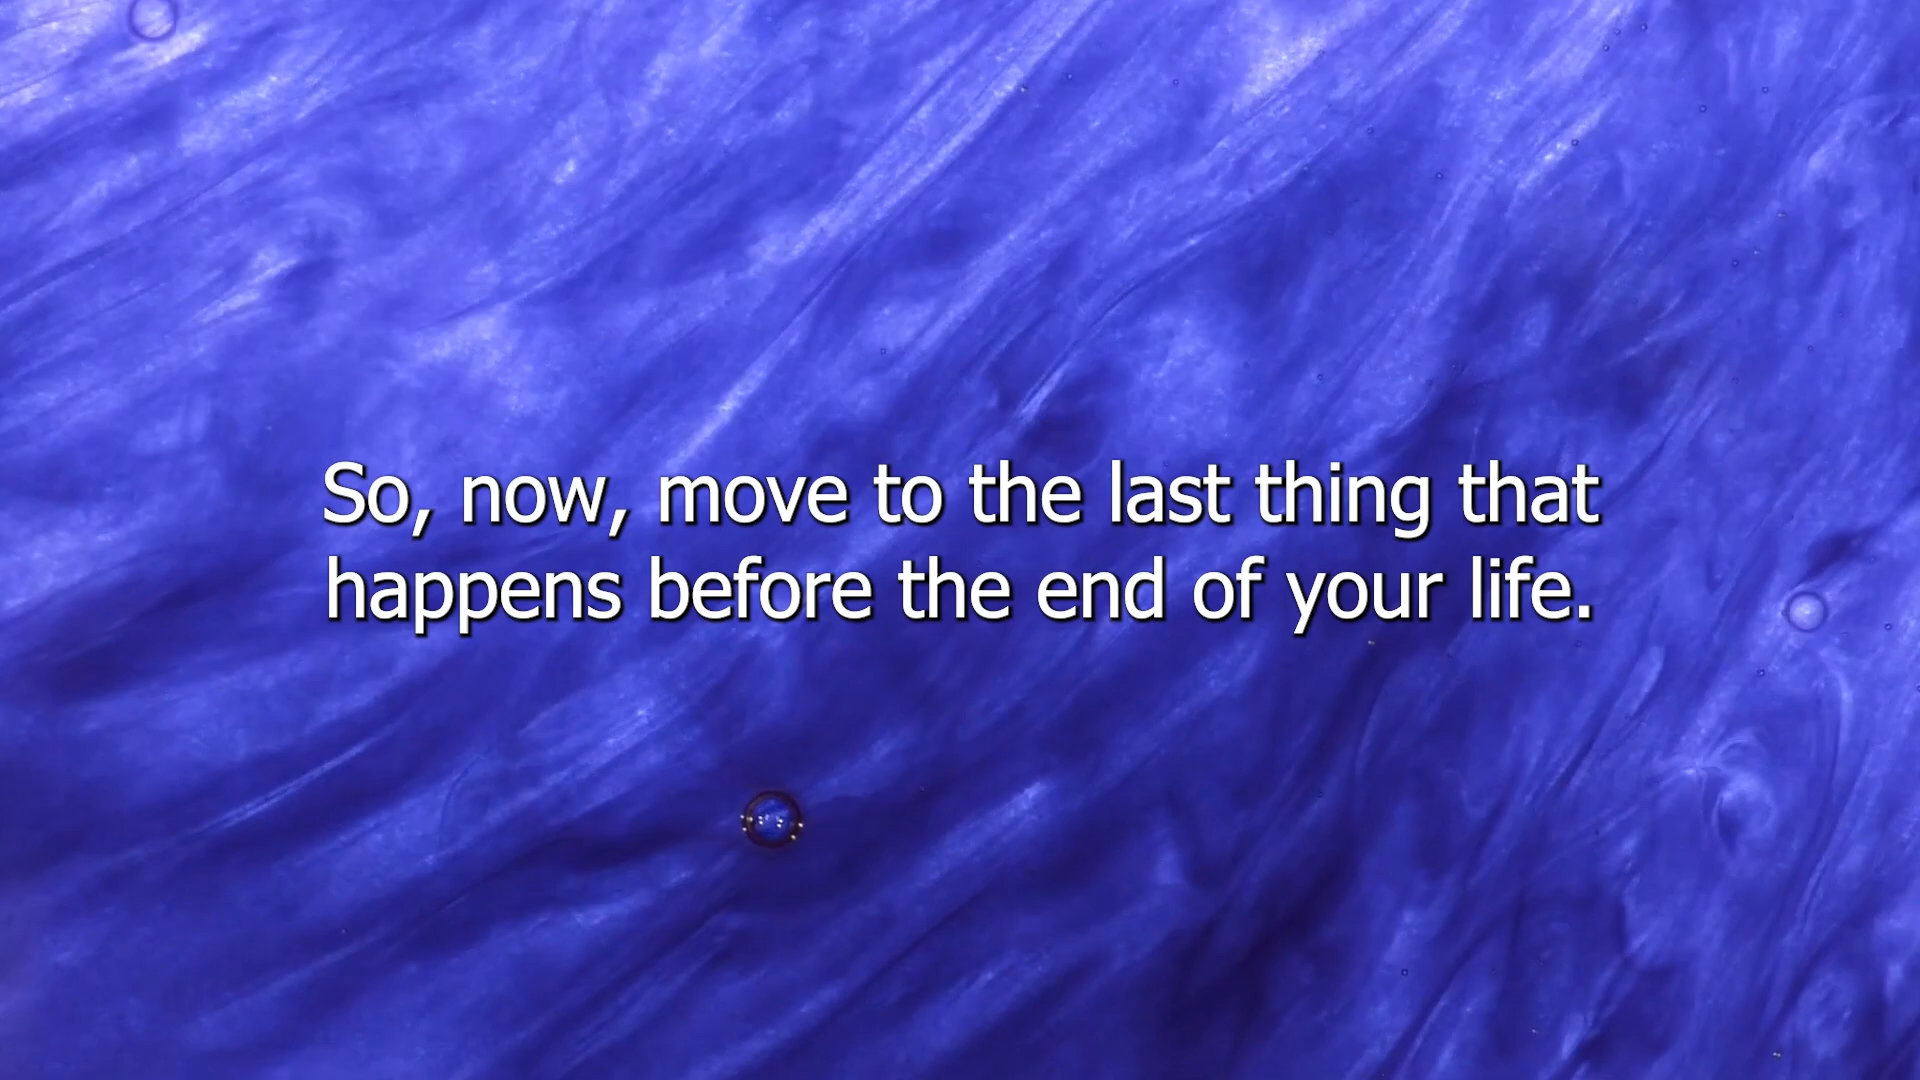 So, now, move to the last thing that
happens before the end of your life.